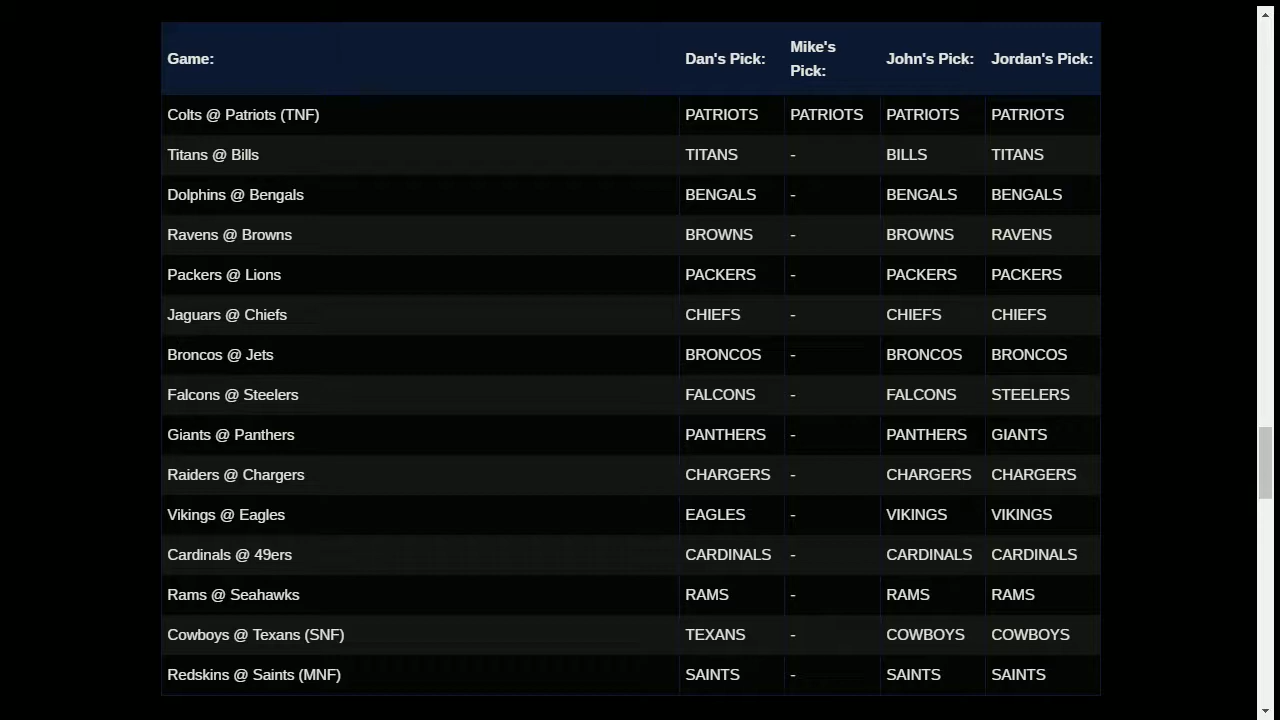 Game: Dan's Pick: Mike's Pick: John's Pick: Jordan's Pick:
Colts @ Patriots (TNF) PATRIOTS PATRIOTS PATRIOTS PATRIOTS
Titans @ Bills TITANS - BILLS TITANS
Dolphins @ Bengals BENGALS - BENGALS BENGALS
Ravens @ Browns BROWNS - BROWNS RAVENS
Packers @ Lions PACKERS - PACKERS PACKERS
Jaguars @ Chiefs CHIEFS - CHIEFS CHIEFS
Broncos @ Jets BRONCOS - BRONCOS BRONCOS
Falcons @ Steelers FALCONS - FALCONS STEELERS
Giants @ Panthers PANTHERS - PANTHERS GIANTS
Raiders @ Chargers CHARGERS - CHARGERS CHARGERS
Vikings @ Eagles EAGLES - VIKINGS VIKINGS
Cardinals @ 49ers CARDINALS - CARDINALS CARDINALS
Rams @ Seahawks RAMS - RAMS RAMS
Cowboys @ Texans (SNF) TEXANS - COWBOYS COWBOYS
Redskins @ Saints (MNF) SAINTS - SAINTS SAINTS